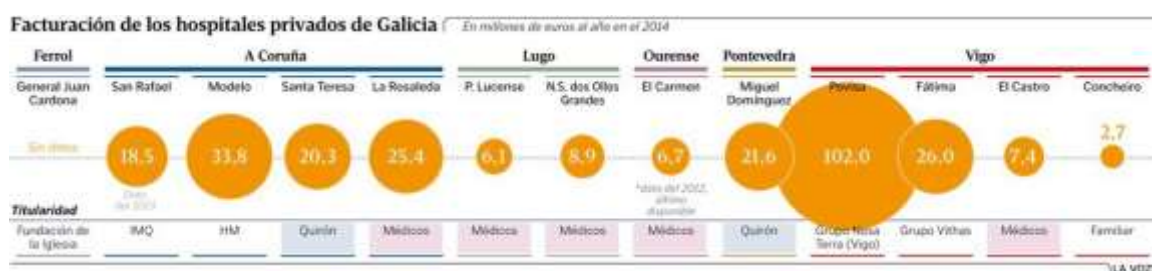 Facturación de los hospitales privados de Galicia
En millones de euros al año en el 2014
Ferrol
A Coruña
Lugo
Ourense
Pontevedra
Vigo
General Juan
Cardona
San Rafael
Modelo
Santa Teresa
La Rosaleda
P. Lucense
N.S. dos Ollos
Grandes
El Carmen
Miguel
Domínguez
Povisa
Fátima
El Castro
Concheiro
Sin datos
18,5
33,8
20,3
25,4
6,1
8,9
6,7
21,6
102,0
26,0
7,4
2,7
*dato del 2012,
último
disponible
Titularidad
Fundación de
la Iglesia
IMQ
HM
Quirón
Médicos
Médicos
Médicos
Médicos
Quirón
Grupo Nosa
Terra (Vigo)
Grupo Vithas
Médicos
Familiar
LA VOZ